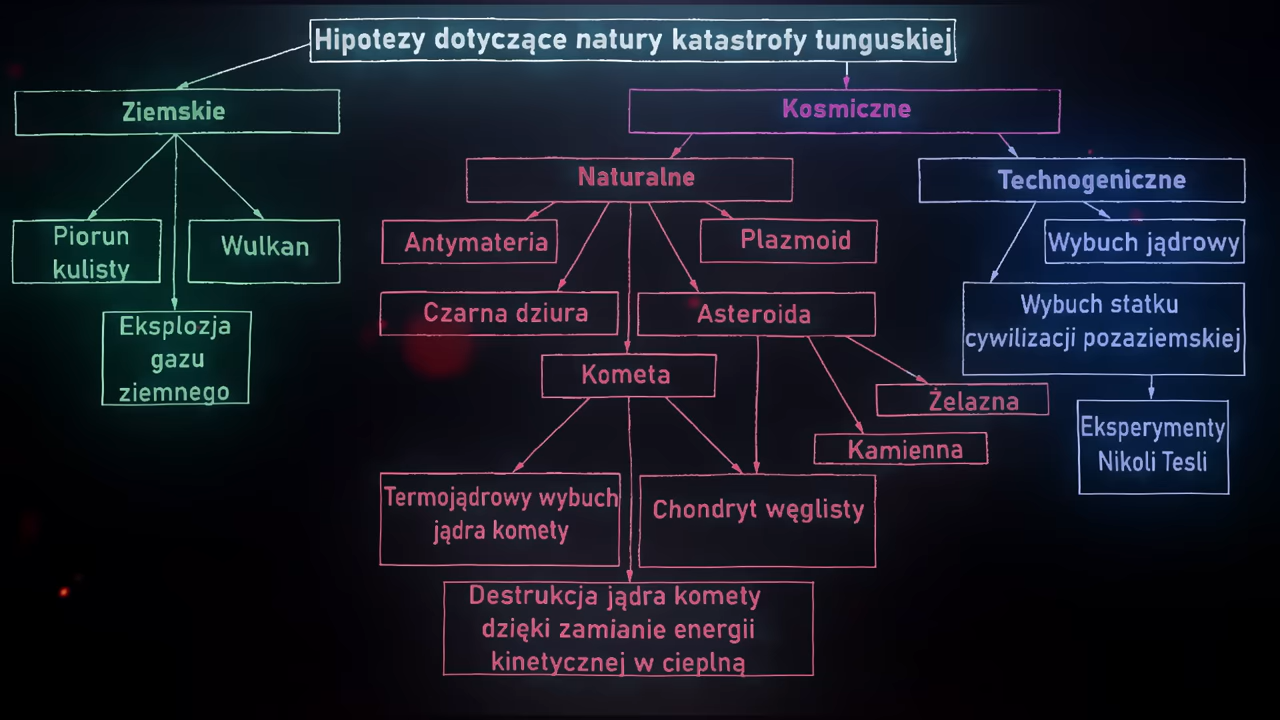 Hipotezy dotyczące natury katastrofy tunguskiej
Ziemskie
Kosmiczne
Naturalne
Technogeniczne
Piorun
kulisty
Wulkan
Eksplozja
gazu
ziemnego
Antymateria
Plazmoid
Czarna dziura
Asteroida
Kometa
Żelazna
Kamienna
Termojądrowy wybuch
jądra komety
Chondryt węglisty
Destrukcja jądra komety
dzięki zamianie energii
kinetycznej w cieplną
Wybuch jądrowy
Wybuch statku
cywilizacji pozaziemskiej
Eksperymenty
Nikoli Tesli